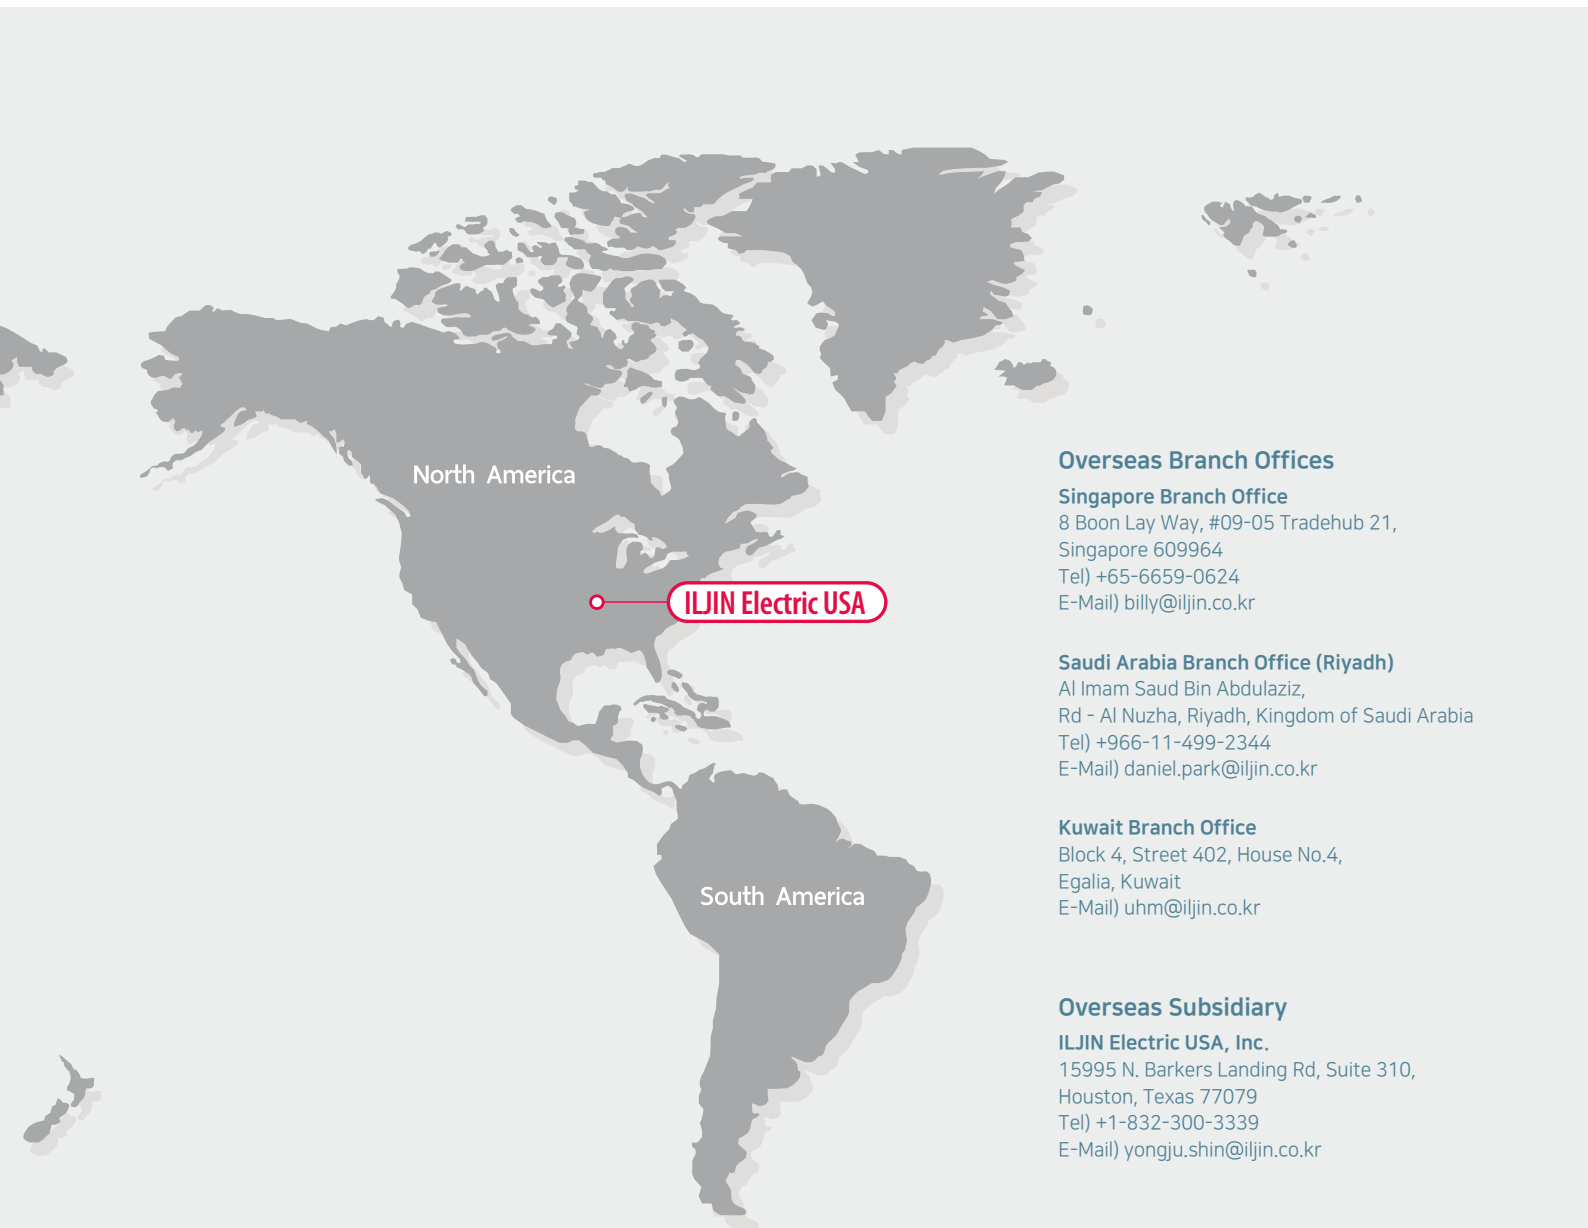 North America
ILJIN Electric USA
South America
Overseas Branch Offices
Singapore Branch Office
8 Boon Lay Way, #09-05 Tradehub 21,
Singapore 609964
Tel) +65-6659-0624
E-Mail) billy@iljin.co.kr
Saudi Arabia Branch Office (Riyadh)
Al Imam Saud Bin Abdulaziz,
Rd - Al Nuzha, Riyadh, Kingdom of Saudi Arabia
Tel) +966-11-499-2344
E-Mail) daniel.park@iljin.co.kr
Kuwait Branch Office
Block 4, Street 402, House No.4,
Egalia, Kuwait
E-Mail) uhm@iljin.co.kr
Overseas Subsidiary
ILJIN Electric USA, Inc.
15995 N. Barkers Landing Rd, Suite 310,
Houston, Texas 77079
Tel) +1-832-300-3339
E-Mail) yongju.shin@iljin.co.kr